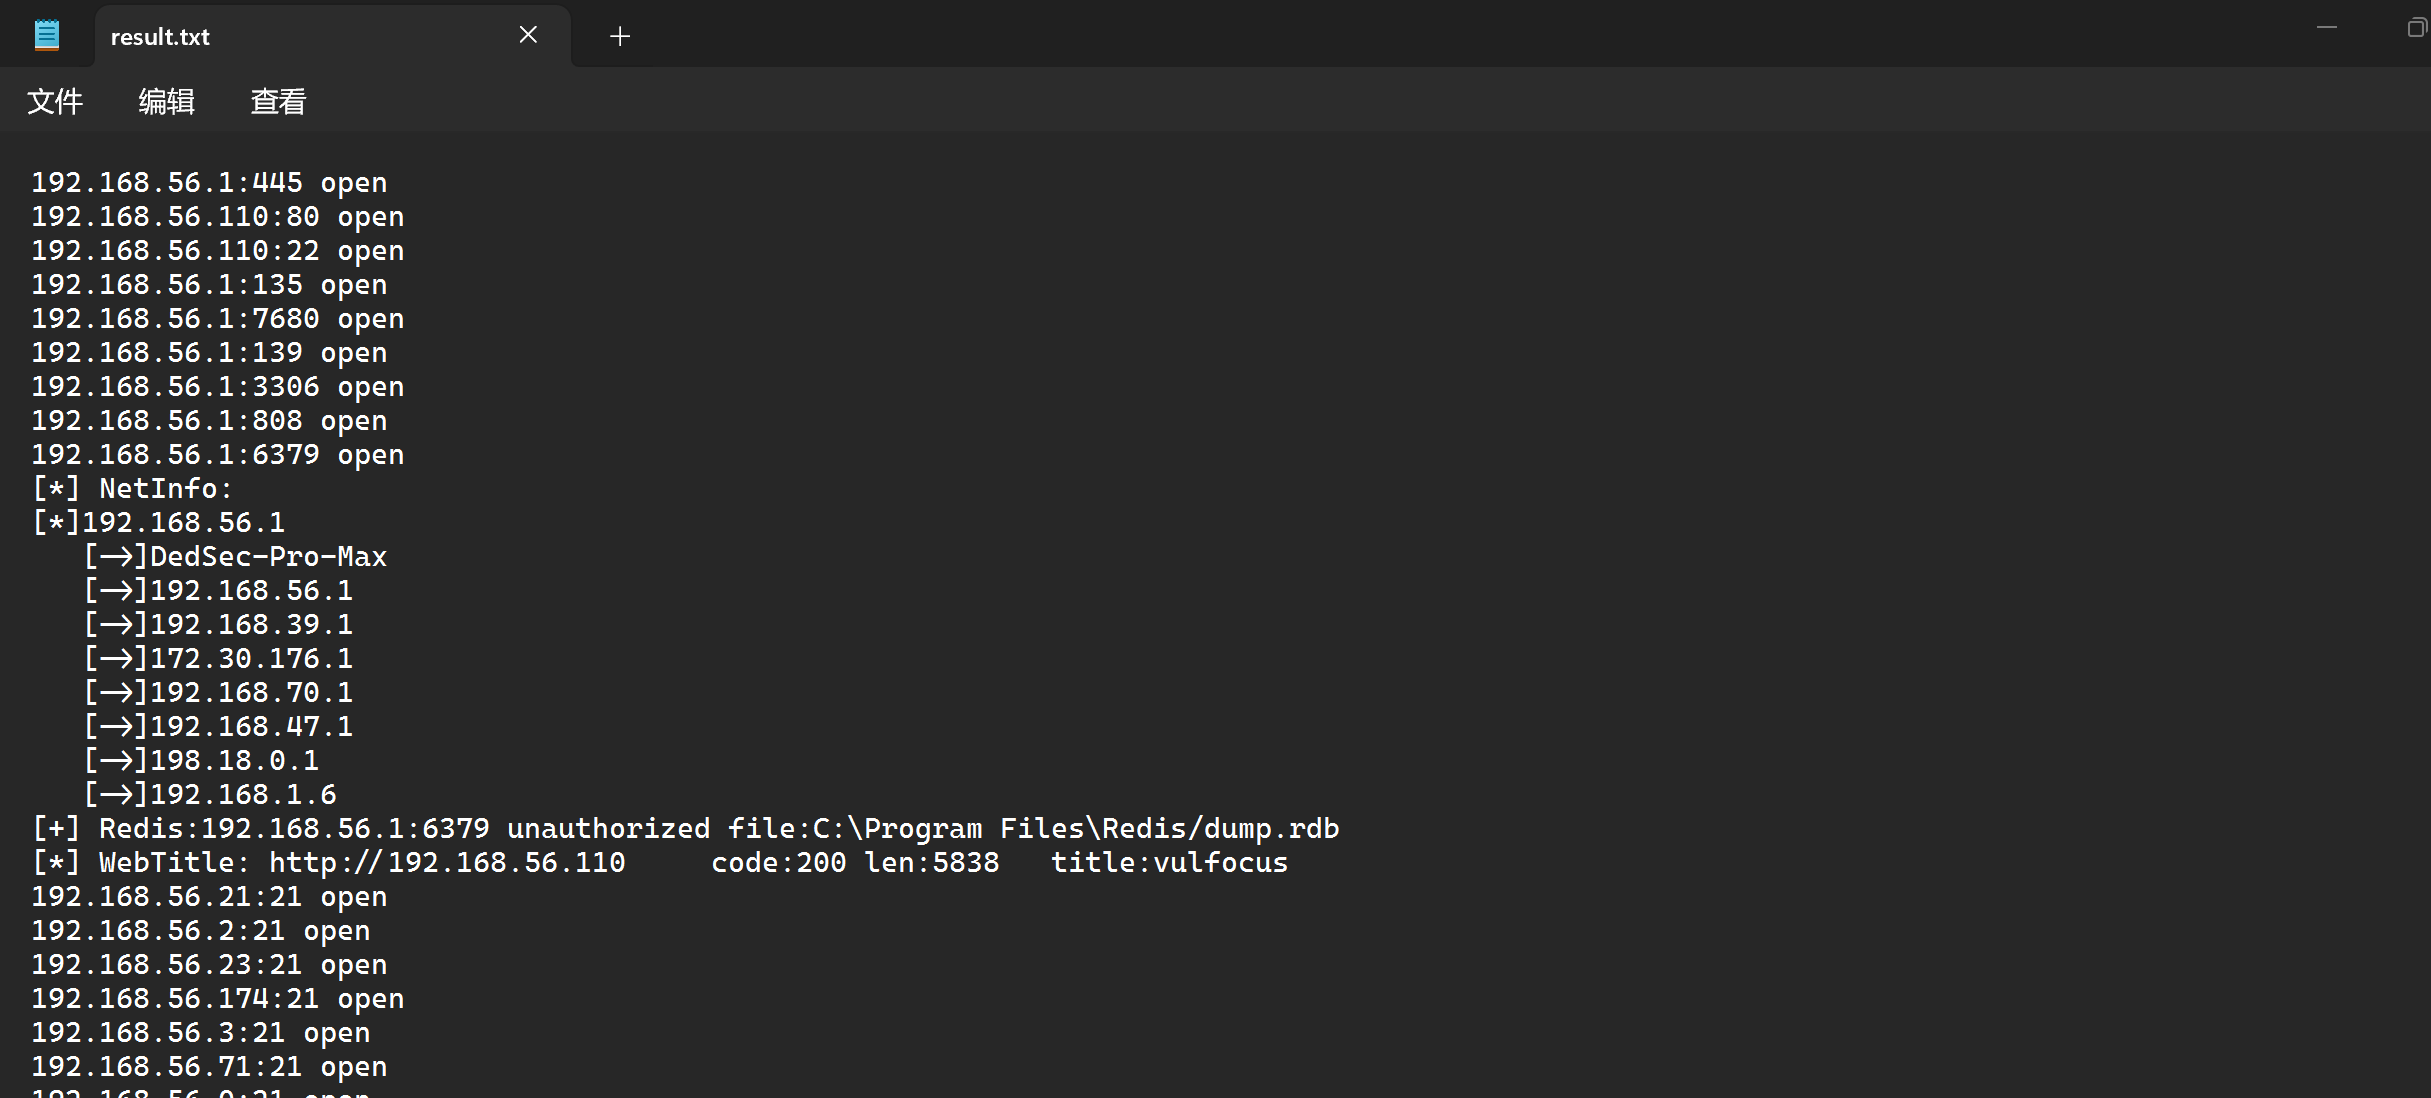 result.txt
文件 编辑 查看
192.168.56.1:445 open
192.168.56.110:80 open
192.168.56.110:22 open
192.168.56.1:135 open
192.168.56.1:7680 open
192.168.56.1:139 open
192.168.56.1:3306 open
192.168.56.1:808 open
192.168.56.1:6379 open
[*] NetInfo:
[*]192.168.56.1
[->]DedSec-Pro-Max
[->]192.168.56.1
[->]192.168.39.1
[->]172.30.176.1
[->]192.168.70.1
[->]192.168.47.1
[->]198.18.0.1
[->]192.168.1.6
[+] Redis:192.168.56.1:6379 unauthorized file:C:\Program Files\Redis/dump.rdb
[*] WebTitle: http://192.168.56.110 code:200 len:5838 title:vulfocus
192.168.56.21:21 open
192.168.56.2:21 open
192.168.56.23:21 open
192.168.56.174:21 open
192.168.56.3:21 open
192.168.56.71:21 open